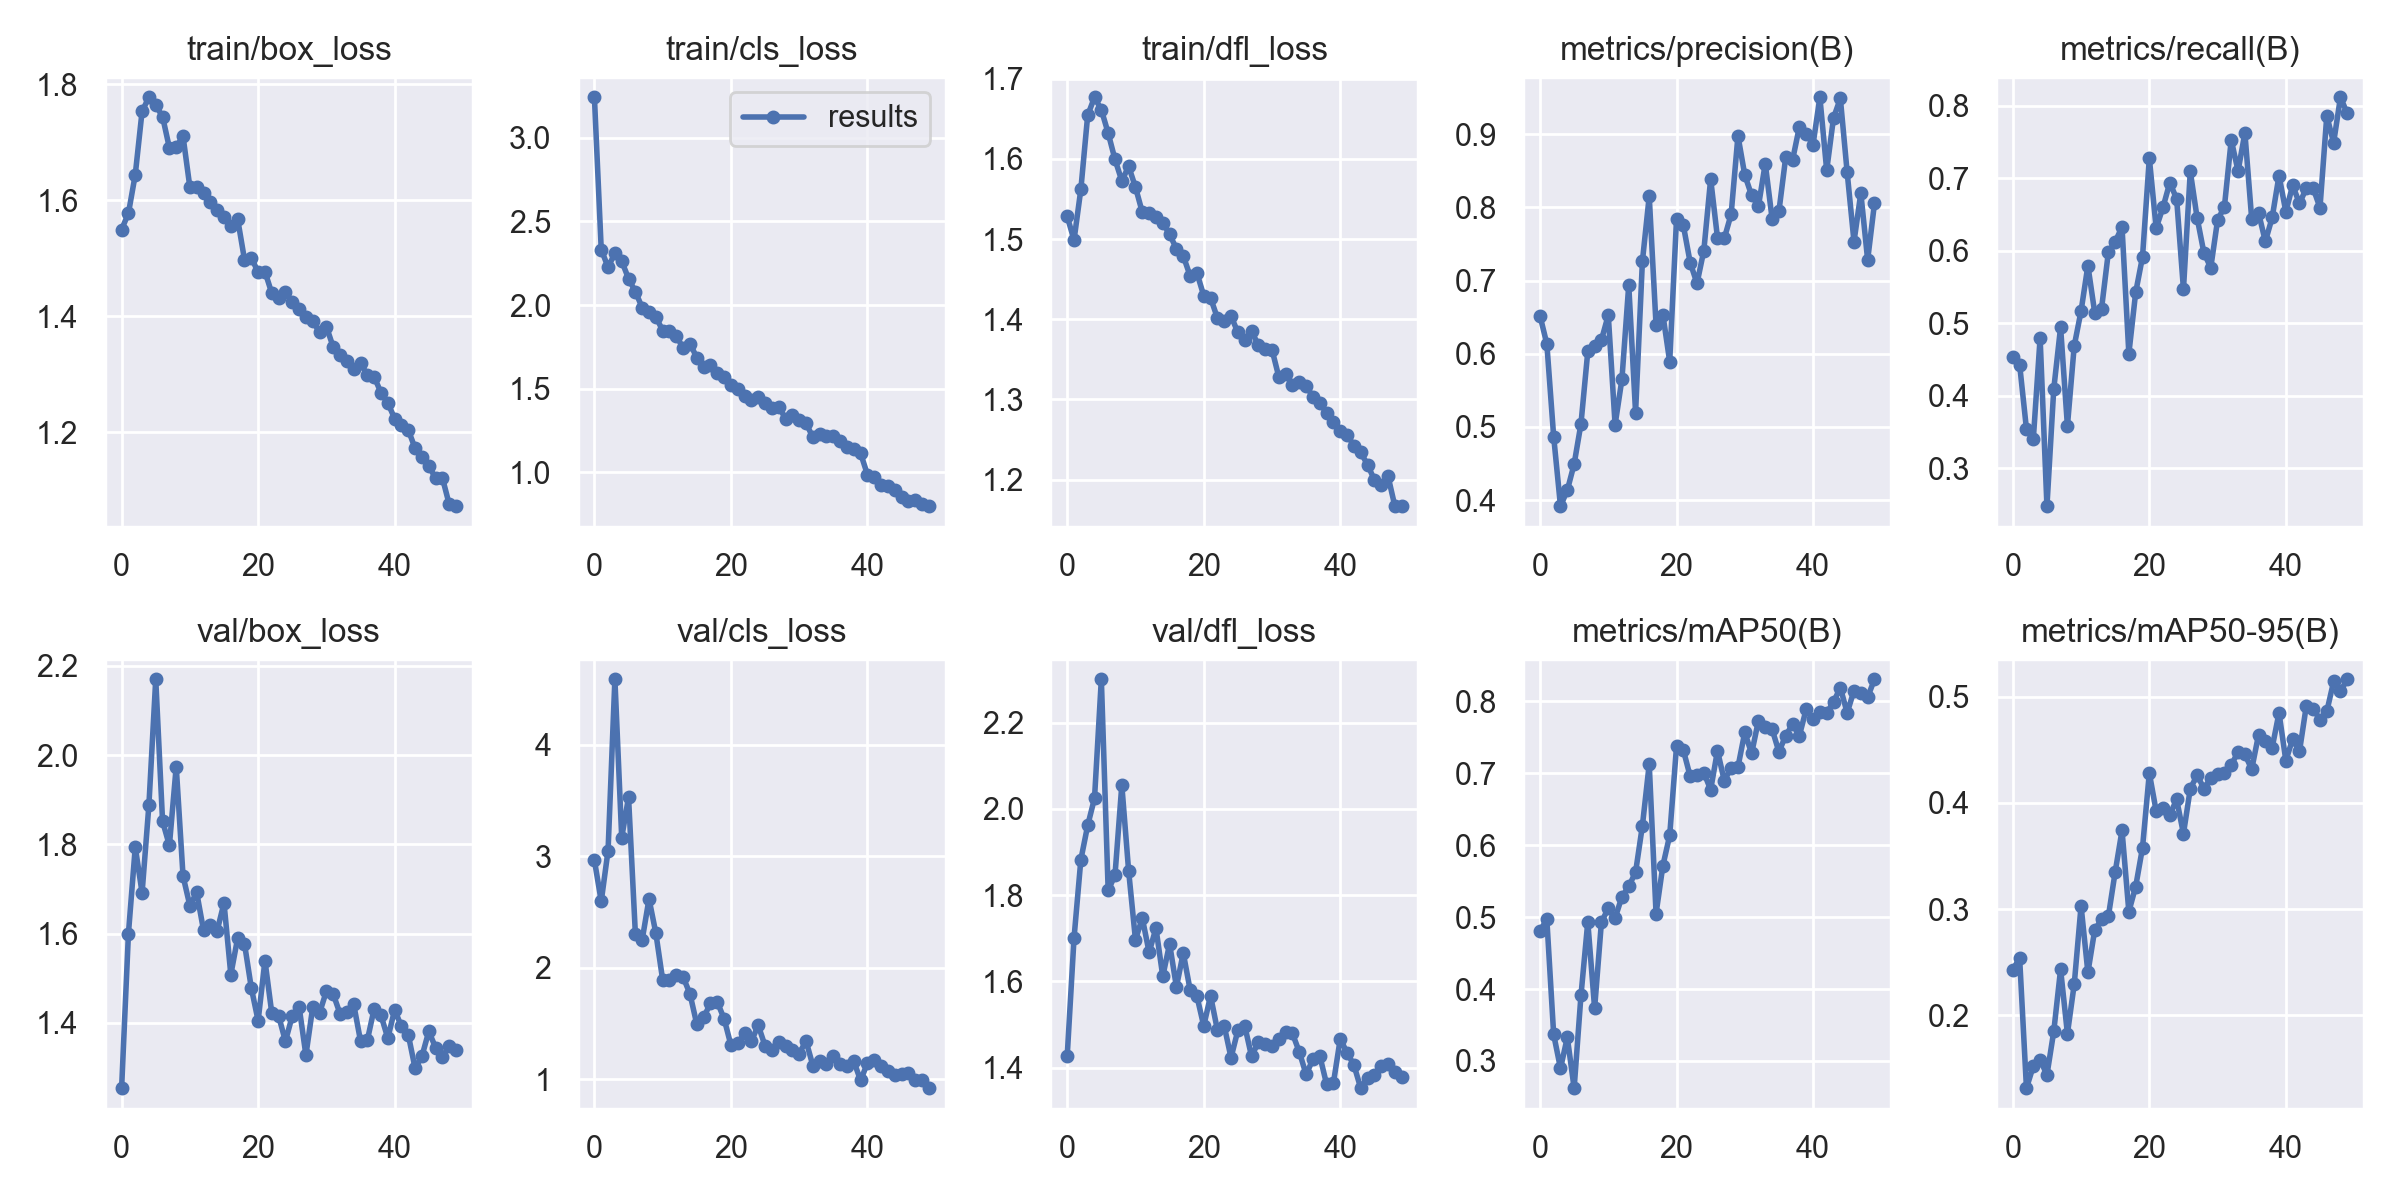 train/box_loss
1.8
1.6
1.4
1.2
0 20 40
train/cls_loss
results
3.0
2.5
2.0
1.5
1.0
0 20 40
train/dfl_loss
1.7
1.6
1.5
1.4
1.3
1.2
0 20 40
metrics/precision(B)
0.9
0.8
0.7
0.6
0.5
0.4
0 20 40
metrics/recall(B)
0.8
0.7
0.6
0.5
0.4
0.3
0 20 40
val/box_loss
2.2
2.0
1.8
1.6
1.4
0 20 40
val/cls_loss
4
3
2
1
0 20 40
val/dfl_loss
2.2
2.0
1.8
1.6
1.4
0 20 40
metrics/mAP50(B)
0.8
0.7
0.6
0.5
0.4
0.3
0 20 40
metrics/mAP50-95(B)
0.5
0.4
0.3
0.2
0 20 40